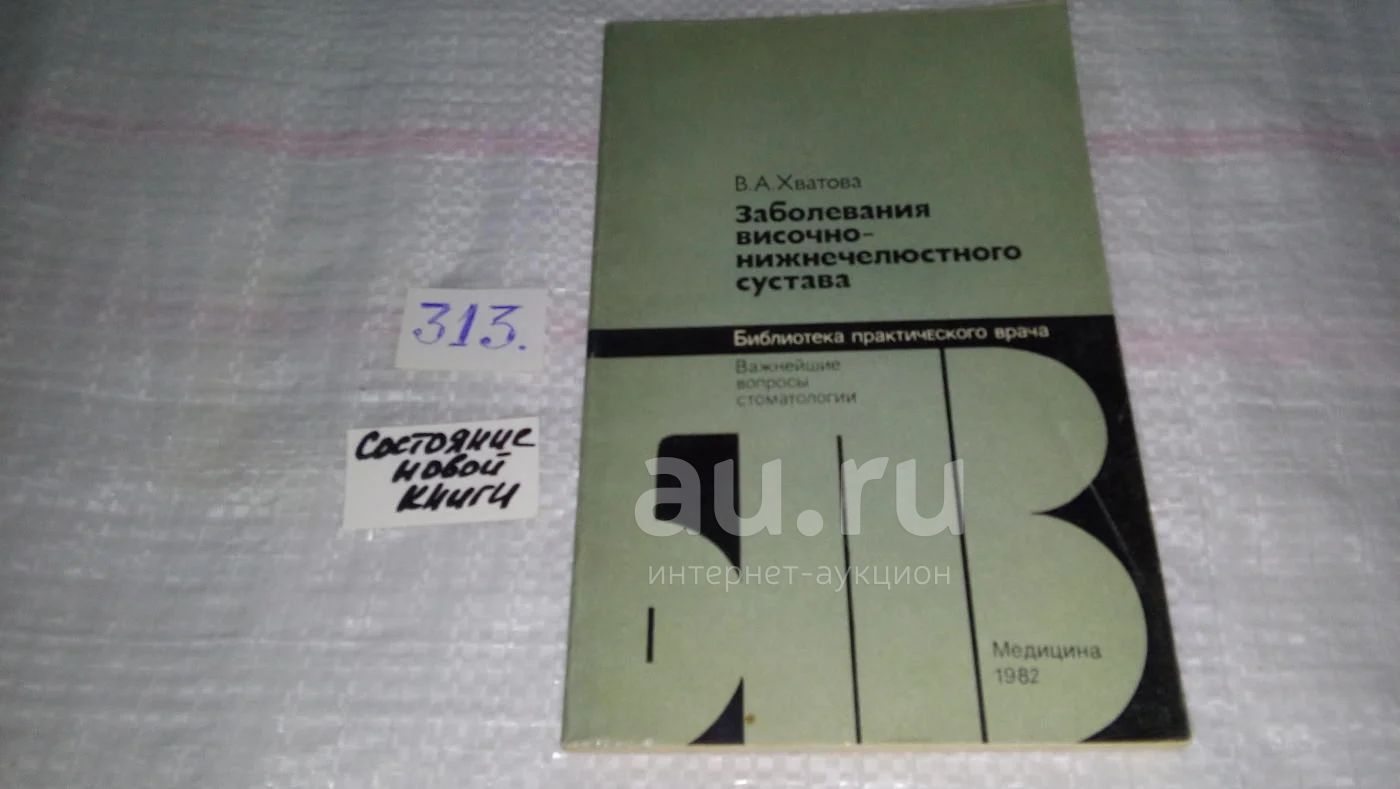 В.А.Хватова
Заболевания
височно-
нижнечелюстного
сустава
Библиотека практического врача
Важнейшие
вопросы
стоматологии
313.
Состояние
новой
книги
au.ru
интернет-аукцион
Медицина
1982